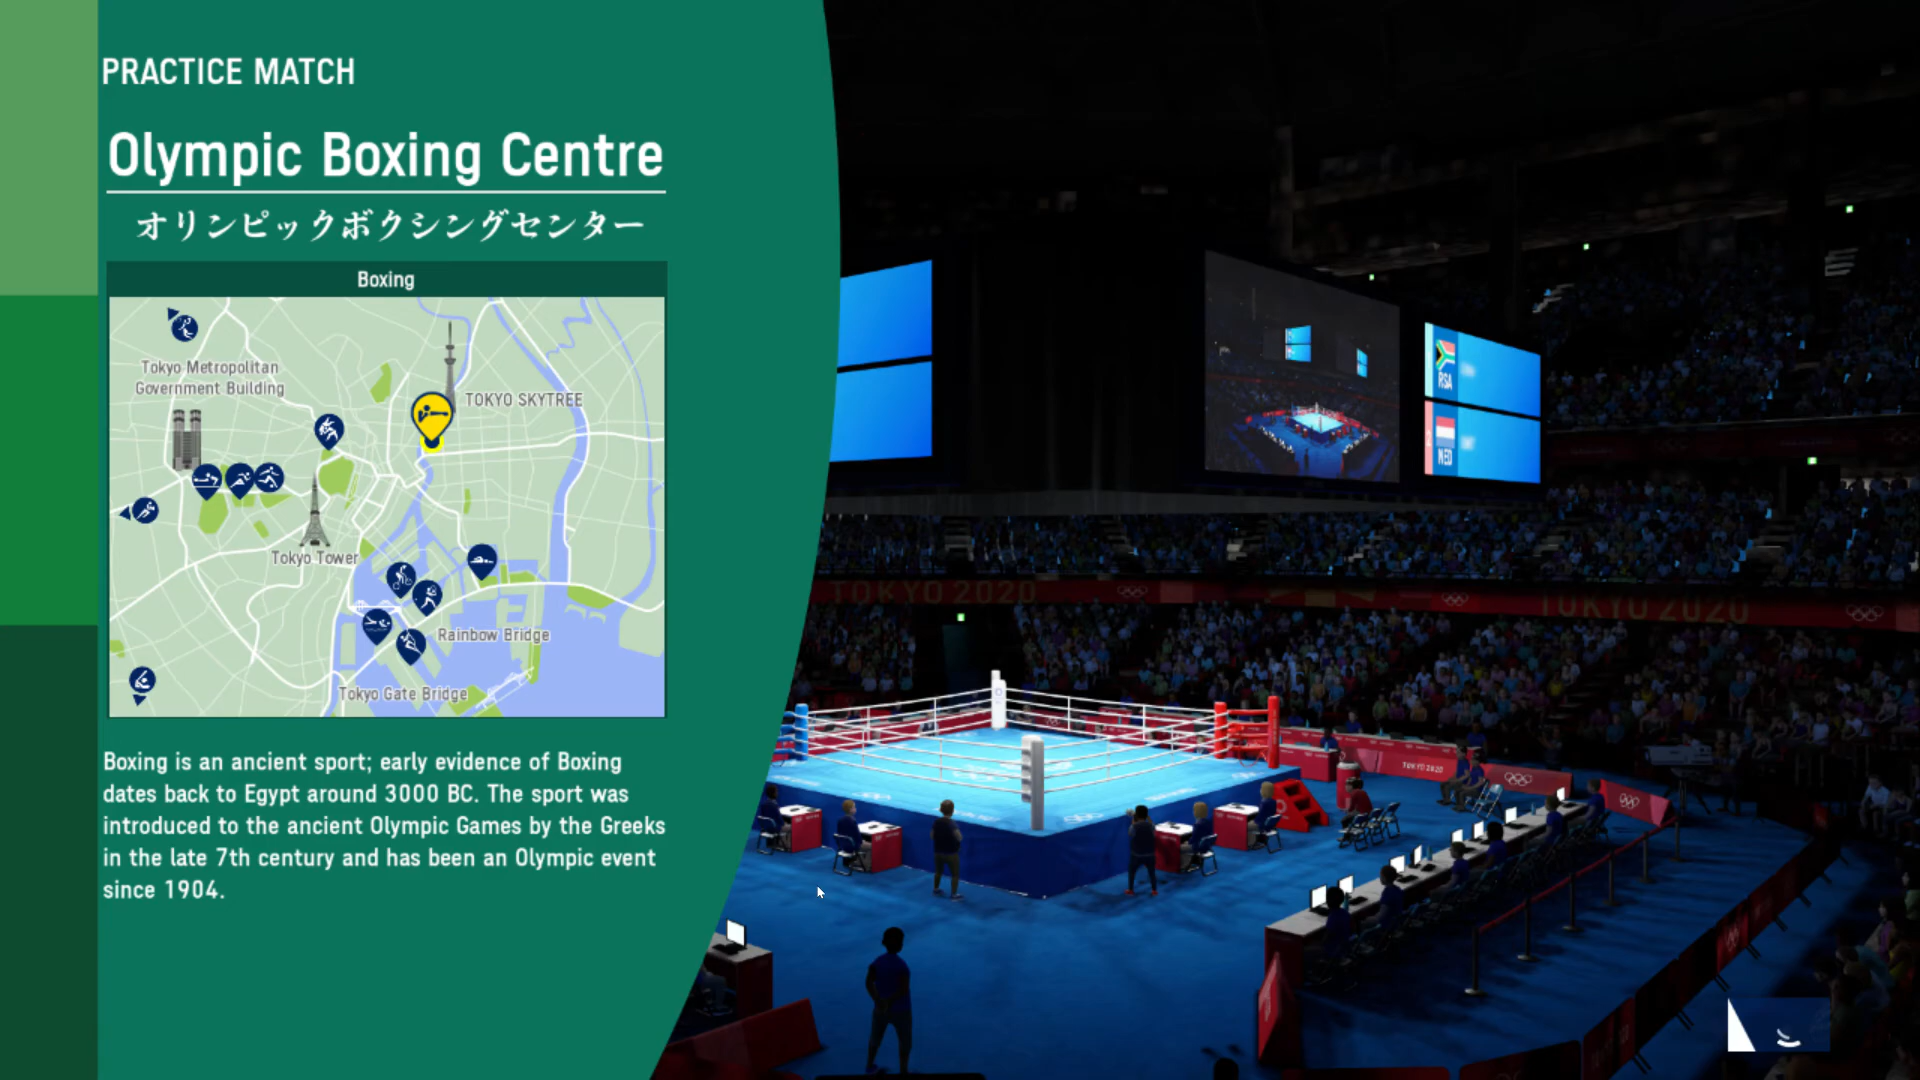 PRACTICE MATCH
Olympic Boxing Centre
オリンピックボクシングセンター
Boxing
Tokyo Metropolitan
Government Building
TOKYO SKYTREE
Tokyo Tower
Rainbow Bridge
Tokyo Gate Bridge
Boxing is an ancient sport; early evidence of Boxing
dates back to Egypt around 3000 BC. The sport was
introduced to the ancient Olympic Games by the Greeks
in the late 7th century and has been an Olympic event
since 1904.
RSA
NED
TOKYO 2020
TOKYO 2020
TOKYO 2020